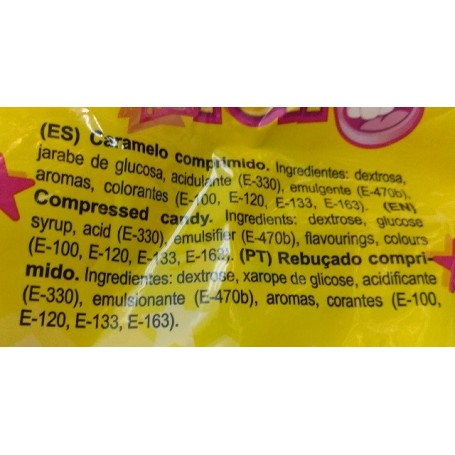 (ES) Caramelo comprimido. Ingredientes: dextrosa,
jarabe de glucosa, acidulante (E-330), emulgente (E-470b),
aromas, colorantes (E-100, E-120, E-133, E-163). (EN)
Compressed candy. Ingredients: dextrose, glucose
syrup, acid (E-330), emulsifier (E-470b), flavourings, colours
(E-100, E-120, E-133, E-163). (PT) Rebuçado compri-
mido. Ingredientes: dextrose, xarope de glicose, acidificante
(E-330), emulsionante (E-470b), aromas, corantes (E-100,
E-120, E-133, E-163).